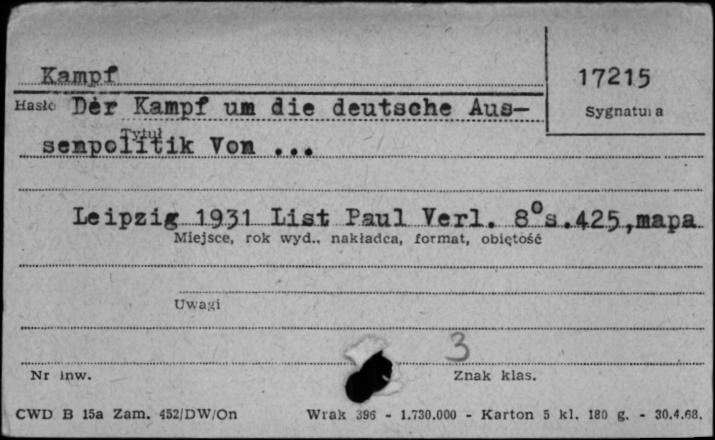 Kampf
17215
Hasło Der Kampf um die deutsche Aus-
Sygnatura
Tytuł
senpolitik Von ...
Leipzig 1931 List Paul Verl. 8° s.425,mapa
Miejsce, rok wyd., nakładca, format, obiętość
Uwagi
3
Nr inw.
Znak klas.
CWD B 15a Zam. 452/DW/On Wrak 396 - 1.730.000 - Karton 5 kl. 180 g. - 30.4.68.